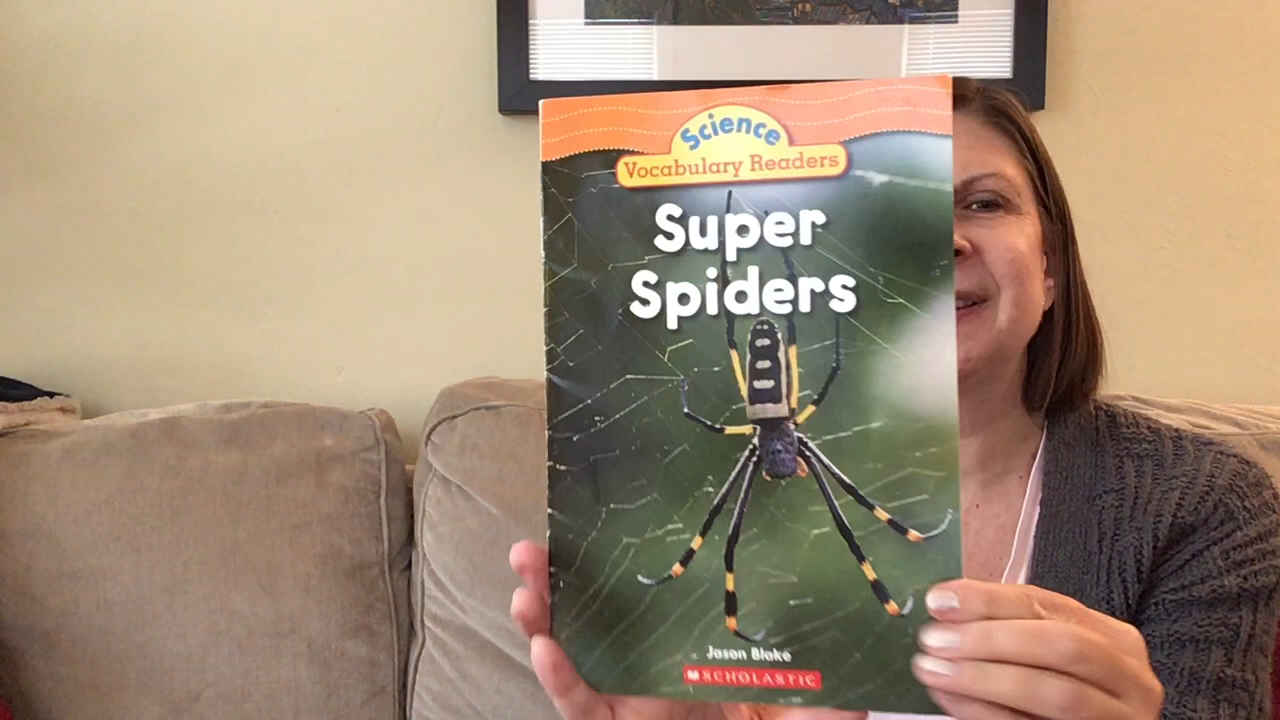 Science
Vocabulary Readers
Super
Spiders
Jason Blake
SCHOLASTIC